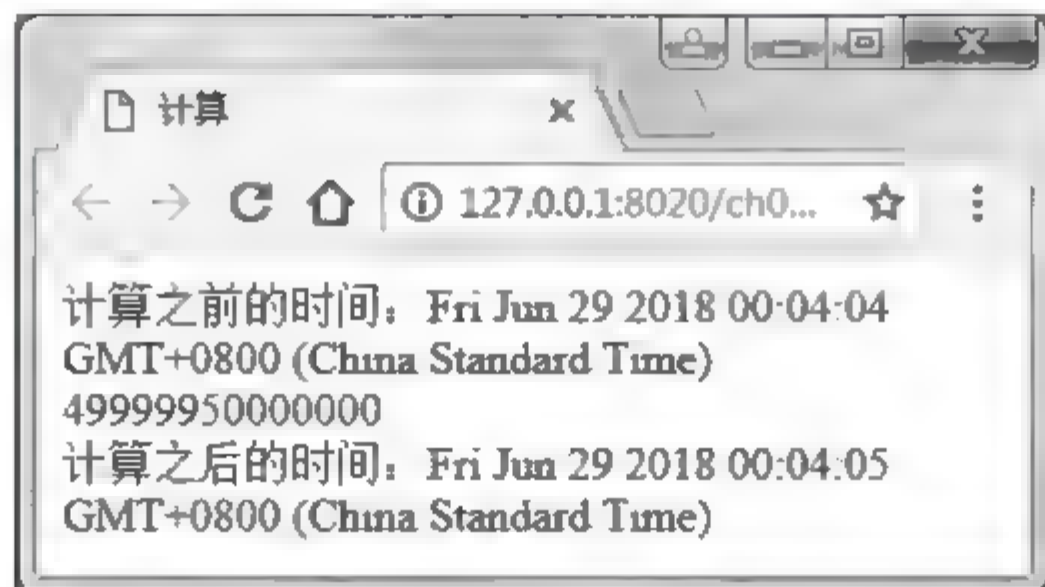 计算
127.0.0.1:8020/ch0...
计算之前的时间：Fri Jun 29 2018 00:04:04
GMT+0800 (China Standard Time)
49999950000000
计算之后的时间：Fri Jun 29 2018 00:04:05
GMT+0800 (China Standard Time)